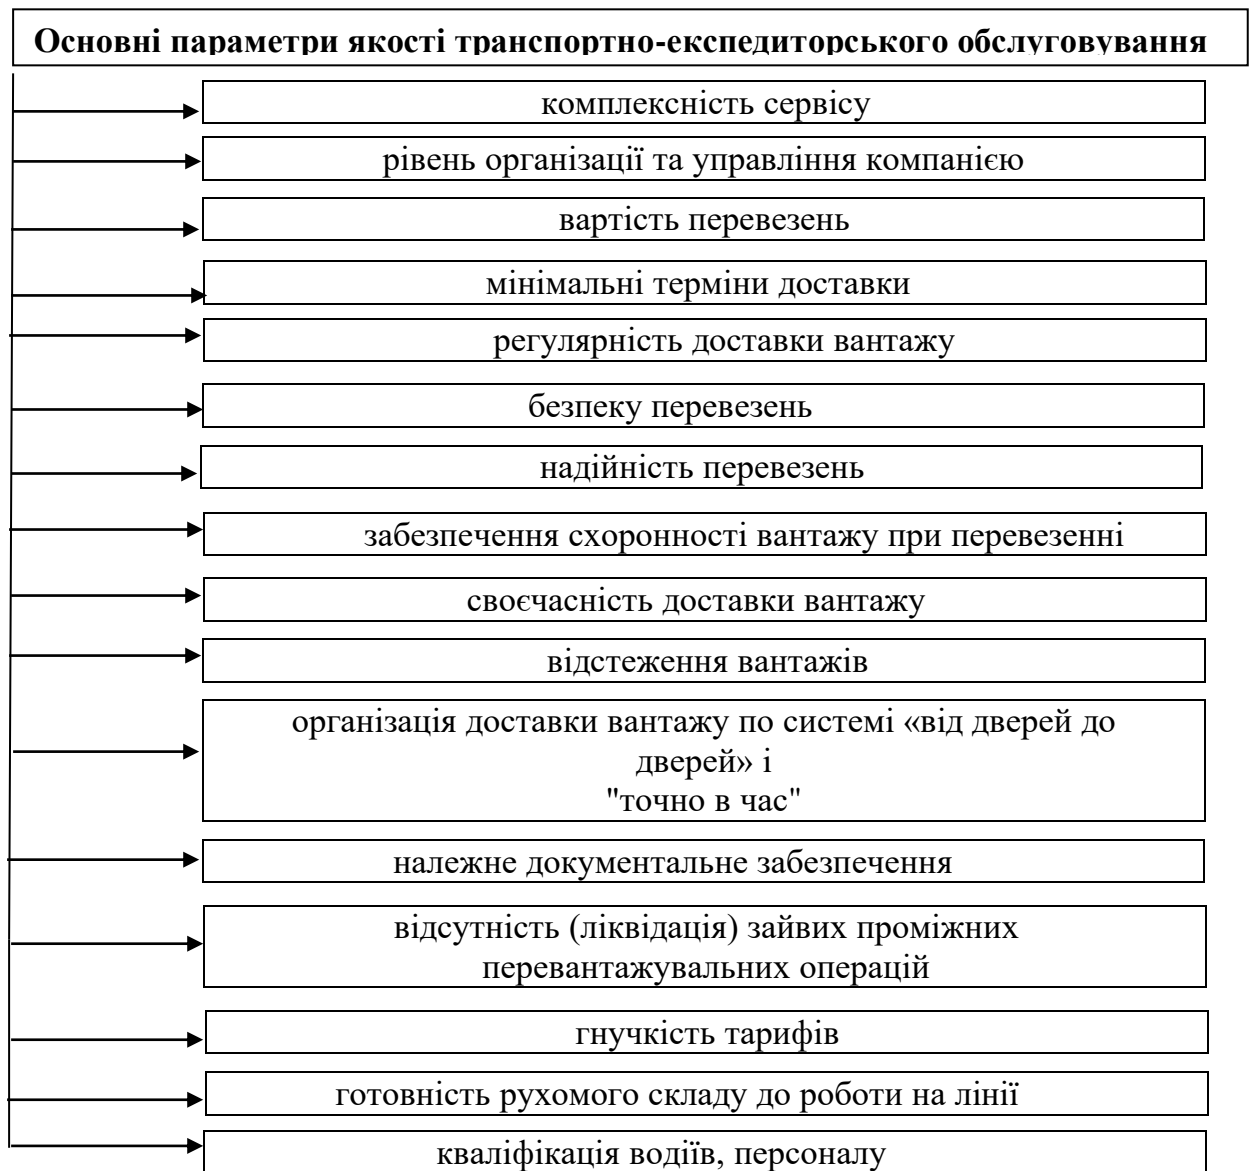 Основні параметри якості транспортно-експедиторського обслуговування
комплексність сервісу
рівень організації та управління компанією
вартість перевезень
мінімальні терміни доставки
регулярність доставки вантажу
безпеку перевезень
надійність перевезень
забезпечення схоронності вантажу при перевезенні
своєчасність доставки вантажу
відстеження вантажів
організація доставки вантажу по системі «від дверей до
дверей» і
"точно в час"
належне документальне забезпечення
відсутність (ліквідація) зайвих проміжних
перевантажувальних операцій
гнучкість тарифів
готовність рухомого складу до роботи на лінії
кваліфікація водіїв, персоналу